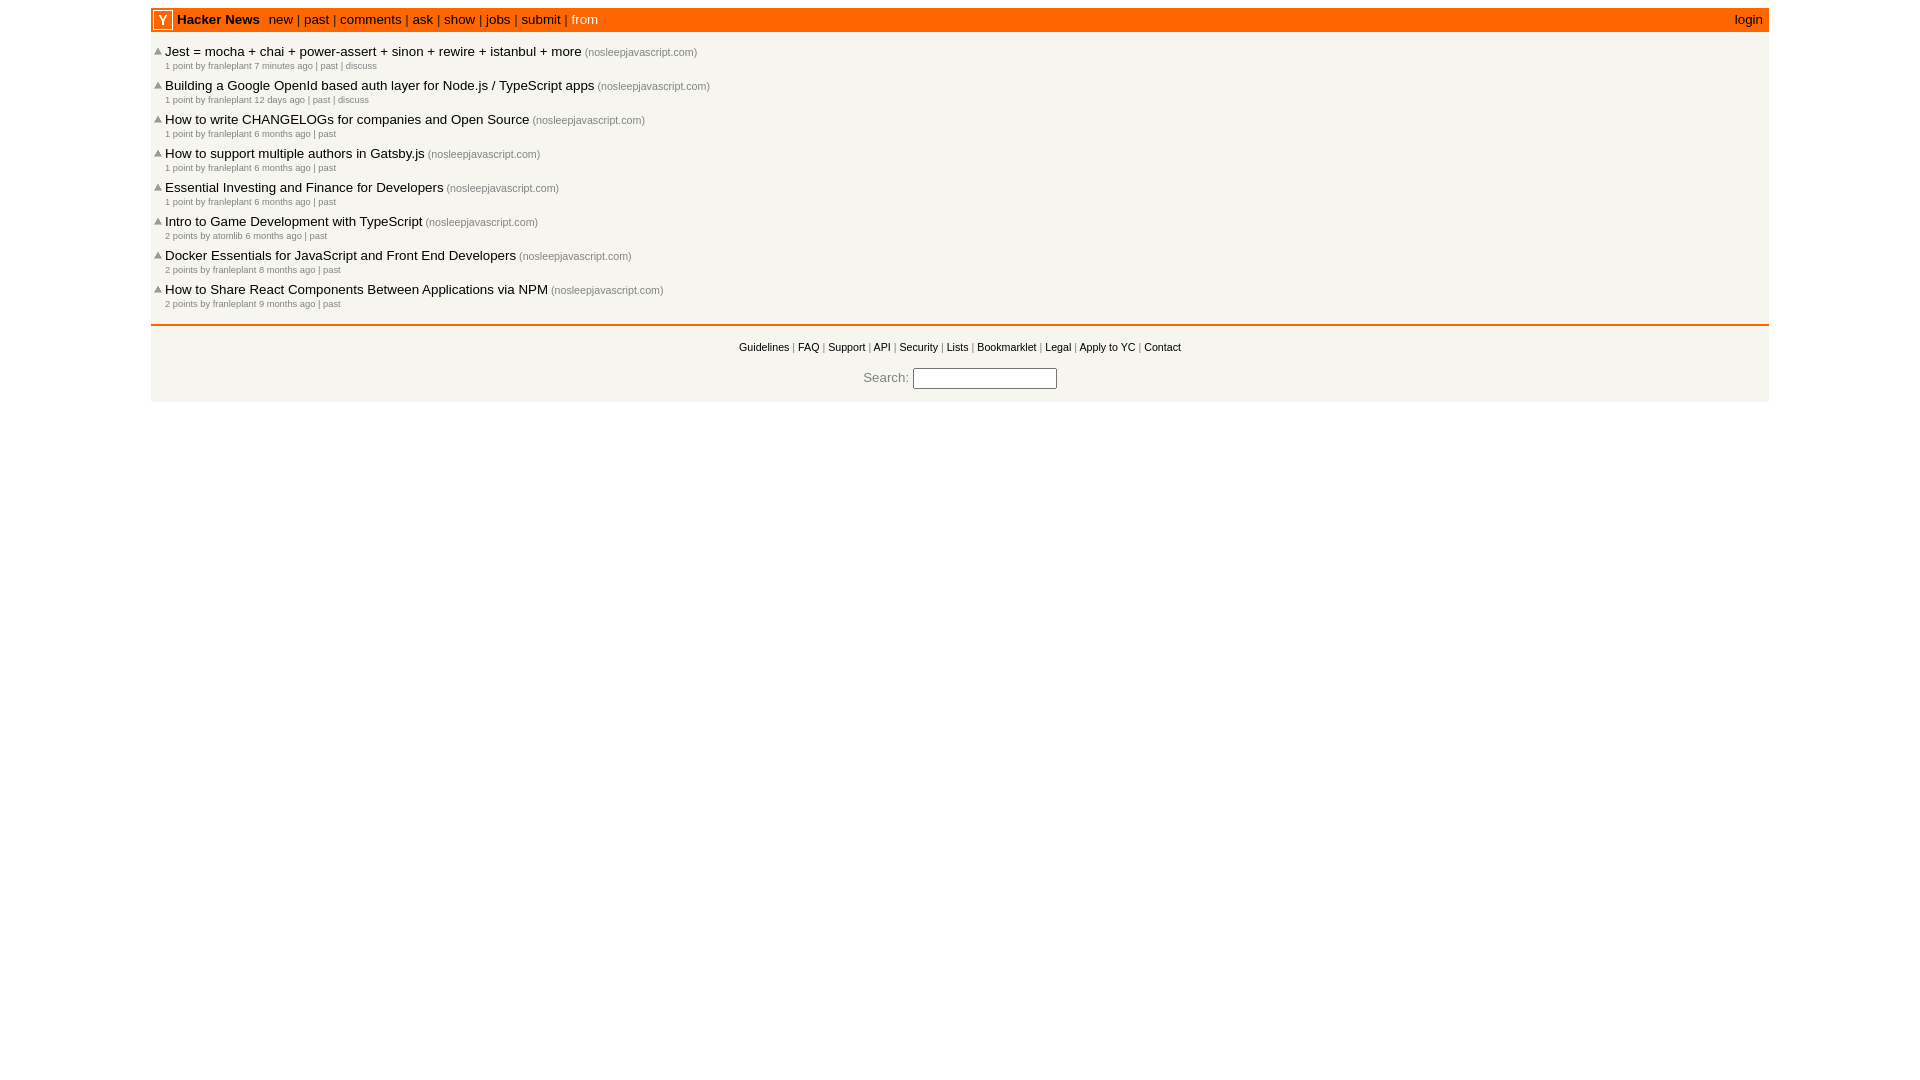 Y Hacker News new | past | comments | ask | show | jobs | submit | from login
Jest = mocha + chai + power-assert + sinon + rewire + istanbul + more (nosleepjavascript.com)
1 point by franleplant 7 minutes ago | past | discuss
Building a Google OpenId based auth layer for Node.js / TypeScript apps (nosleepjavascript.com)
1 point by franleplant 12 days ago | past | discuss
How to write CHANGELOGs for companies and Open Source (nosleepjavascript.com)
1 point by franleplant 6 months ago | past
How to support multiple authors in Gatsby.js (nosleepjavascript.com)
1 point by franleplant 6 months ago | past
Essential Investing and Finance for Developers (nosleepjavascript.com)
1 point by franleplant 6 months ago | past
Intro to Game Development with TypeScript (nosleepjavascript.com)
2 points by atomlib 6 months ago | past
Docker Essentials for JavaScript and Front End Developers (nosleepjavascript.com)
2 points by franleplant 8 months ago | past
How to Share React Components Between Applications via NPM (nosleepjavascript.com)
2 points by franleplant 9 months ago | past
Guidelines | FAQ | Support | API | Security | Lists | Bookmarklet | Legal | Apply to YC | Contact
Search: